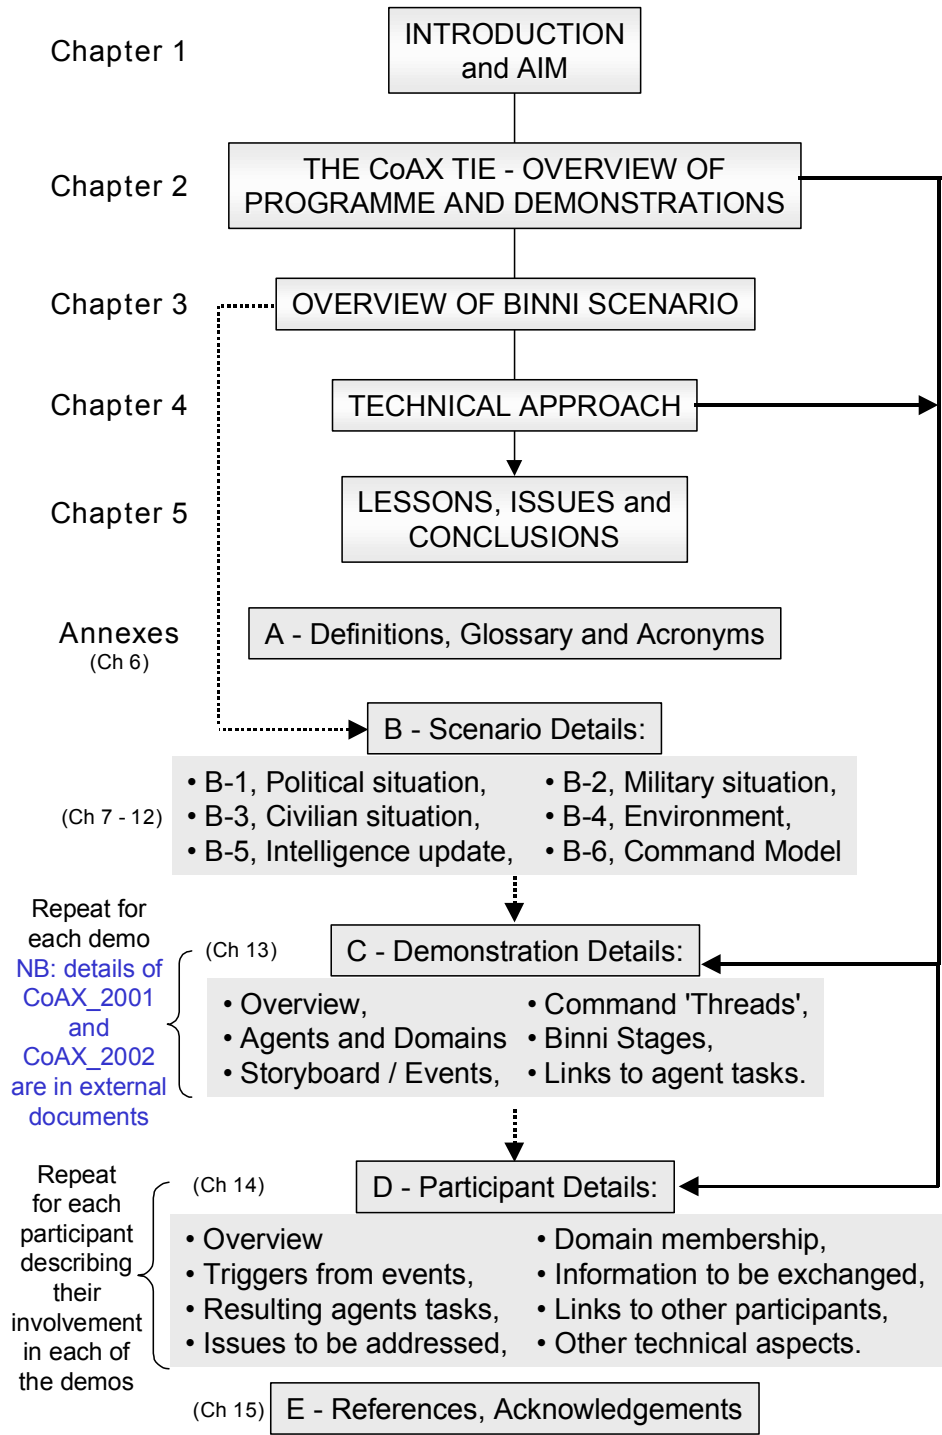 Chapter 1
INTRODUCTION
and AIM
Chapter 2
THE CoAX TIE - OVERVIEW OF
PROGRAMME AND DEMONSTRATIONS
Chapter 3
OVERVIEW OF BINNI SCENARIO
Chapter 4
TECHNICAL APPROACH
Chapter 5
LESSONS, ISSUES and
CONCLUSIONS
Annexes
(Ch 6)
A - Definitions, Glossary and Acronyms
B - Scenario Details:
(Ch 7 - 12)
• B-1, Political situation,
• B-2, Military situation,
• B-3, Civilian situation,
• B-4, Environment,
• B-5, Intelligence update,
• B-6, Command Model
Repeat for
each demo
NB: details of
CoAX_2001
and
CoAX_2002
are in external
documents
(Ch 13)
C - Demonstration Details:
• Overview,
• Command 'Threads',
• Agents and Domains
• Binni Stages,
• Storyboard / Events,
• Links to agent tasks.
Repeat
for each
participant
describing
their
involvement
in each of
the demos
(Ch 14)
D - Participant Details:
• Overview
• Domain membership,
• Triggers from events,
• Information to be exchanged,
• Resulting agents tasks,
• Links to other participants,
• Issues to be addressed,
• Other technical aspects.
(Ch 15)
E - References, Acknowledgements